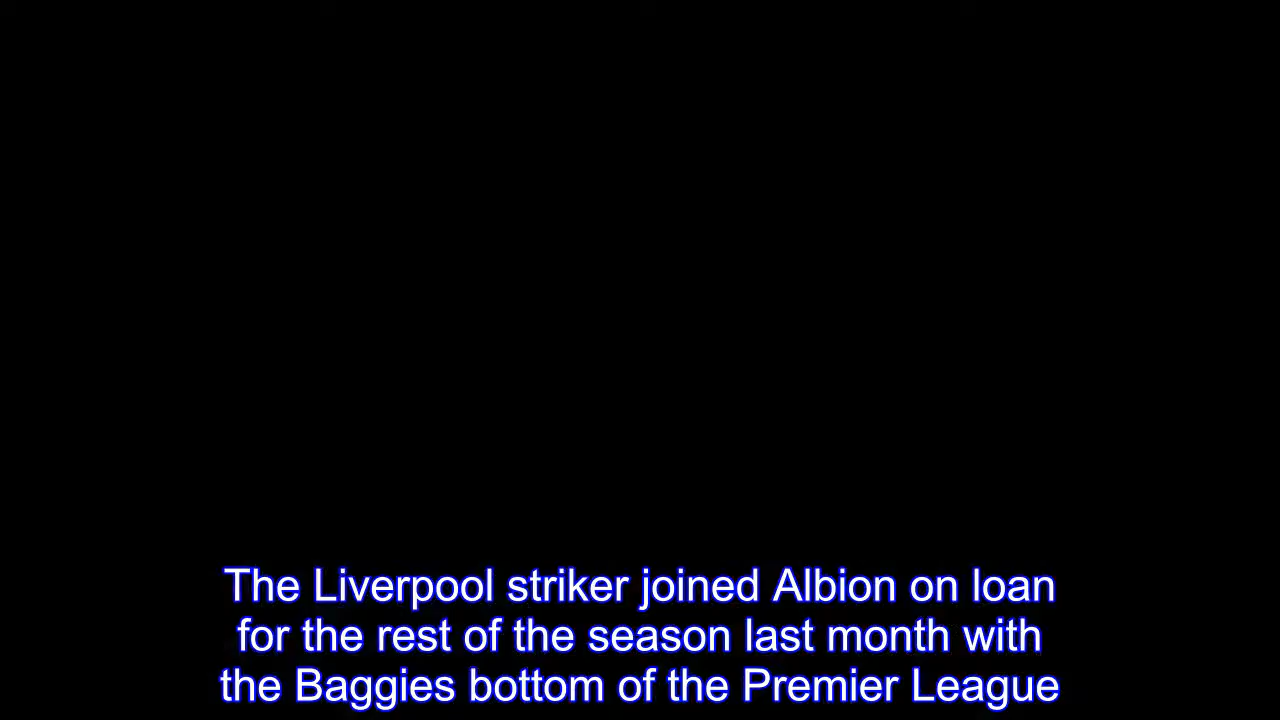 The Liverpool striker joined Albion on loan
for the rest of the season last month with
the Baggies bottom of the Premier League